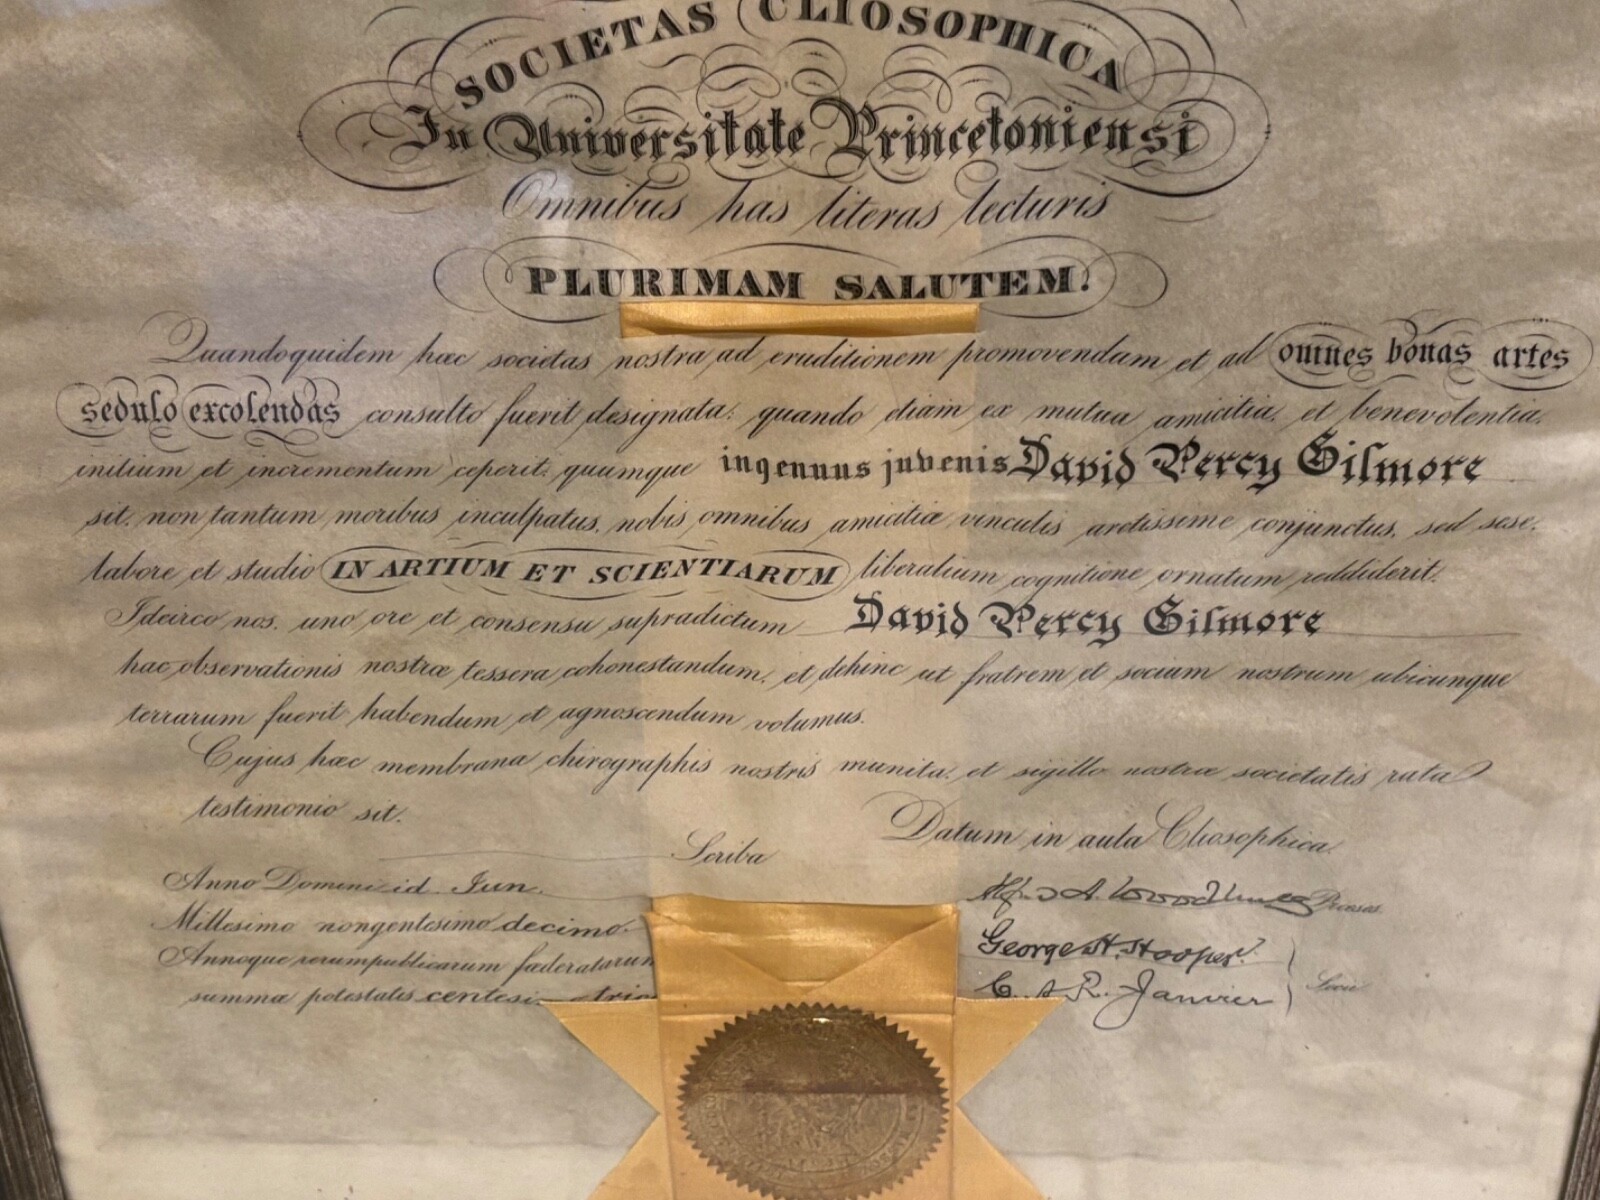 SOCIETAS CLIOSOPHICA
In Universitate Princetoniensi
Omnibus has literas lecturis
PLURIMAM SALUTEM!
Quandoquidem hæc societas nostra ad eruditionem promovendam et ad omnes bonas artes
sedulo excolendas consulto fuerit designata: quando etiam ex mutua amicitia, et benevolentia,
initium et incrementum ceperit: quumque ingenuus juvenis David Percy Gilmore
sit, non tantum moribus inculpatus, nobis omnibus amicitiæ vinculis arctissime conjunctus, sed sese,
labore et studio IN ARTIUM ET SCIENTIARUM liberalium cognitione ornatum reddiderit.
Idcirco nos, uno ore et consensu supradictum David Percy Gilmore
hac observationis nostræ tessera cohonestandum, et dehinc ut fratrem et socium nostrum ubicunque
terrarum fuerit habendum et agnoscendum volumus.
Cujus hæc membrana chirographis nostris munita, et sigillo nostræ societatis rata
testimonio sit.
Datum in aula Cliosophica.
Scriba
Anno Domini id. Jun.
Millesimo nongentesimo decimo
Annoque rerumpublicarum fœderatarum
summæ potestatis centesi
A. Præses
George H. Hooper
C. A. R. Janvier